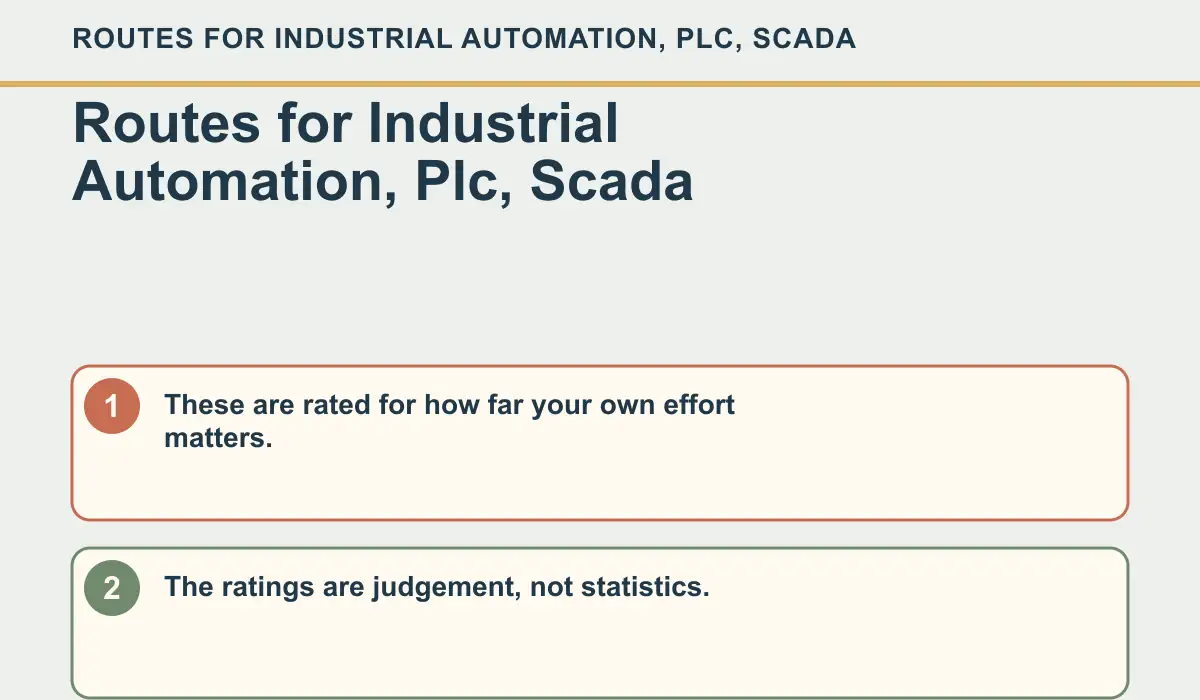 ROUTES FOR INDUSTRIAL AUTOMATION, PLC, SCADA
Routes for Industrial
Automation, Plc, Scada
1
These are rated for how far your own effort
matters.
2
The ratings are judgement, not statistics.